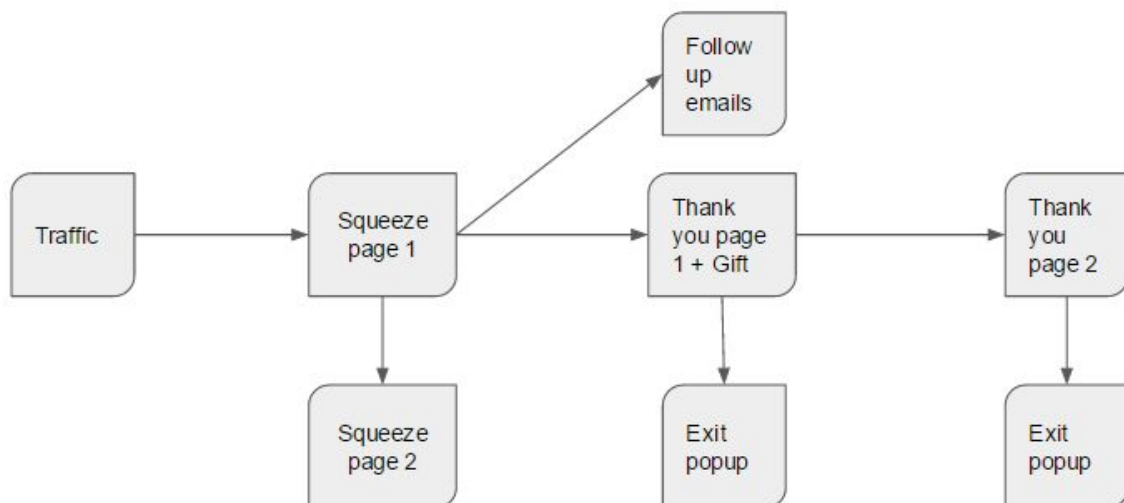 Follow
up
emails
Traffic
Squeeze
page 1
Thank
you page
1 + Gift
Thank
you
page 2
Squeeze
page 2
Exit
popup
Exit
popup